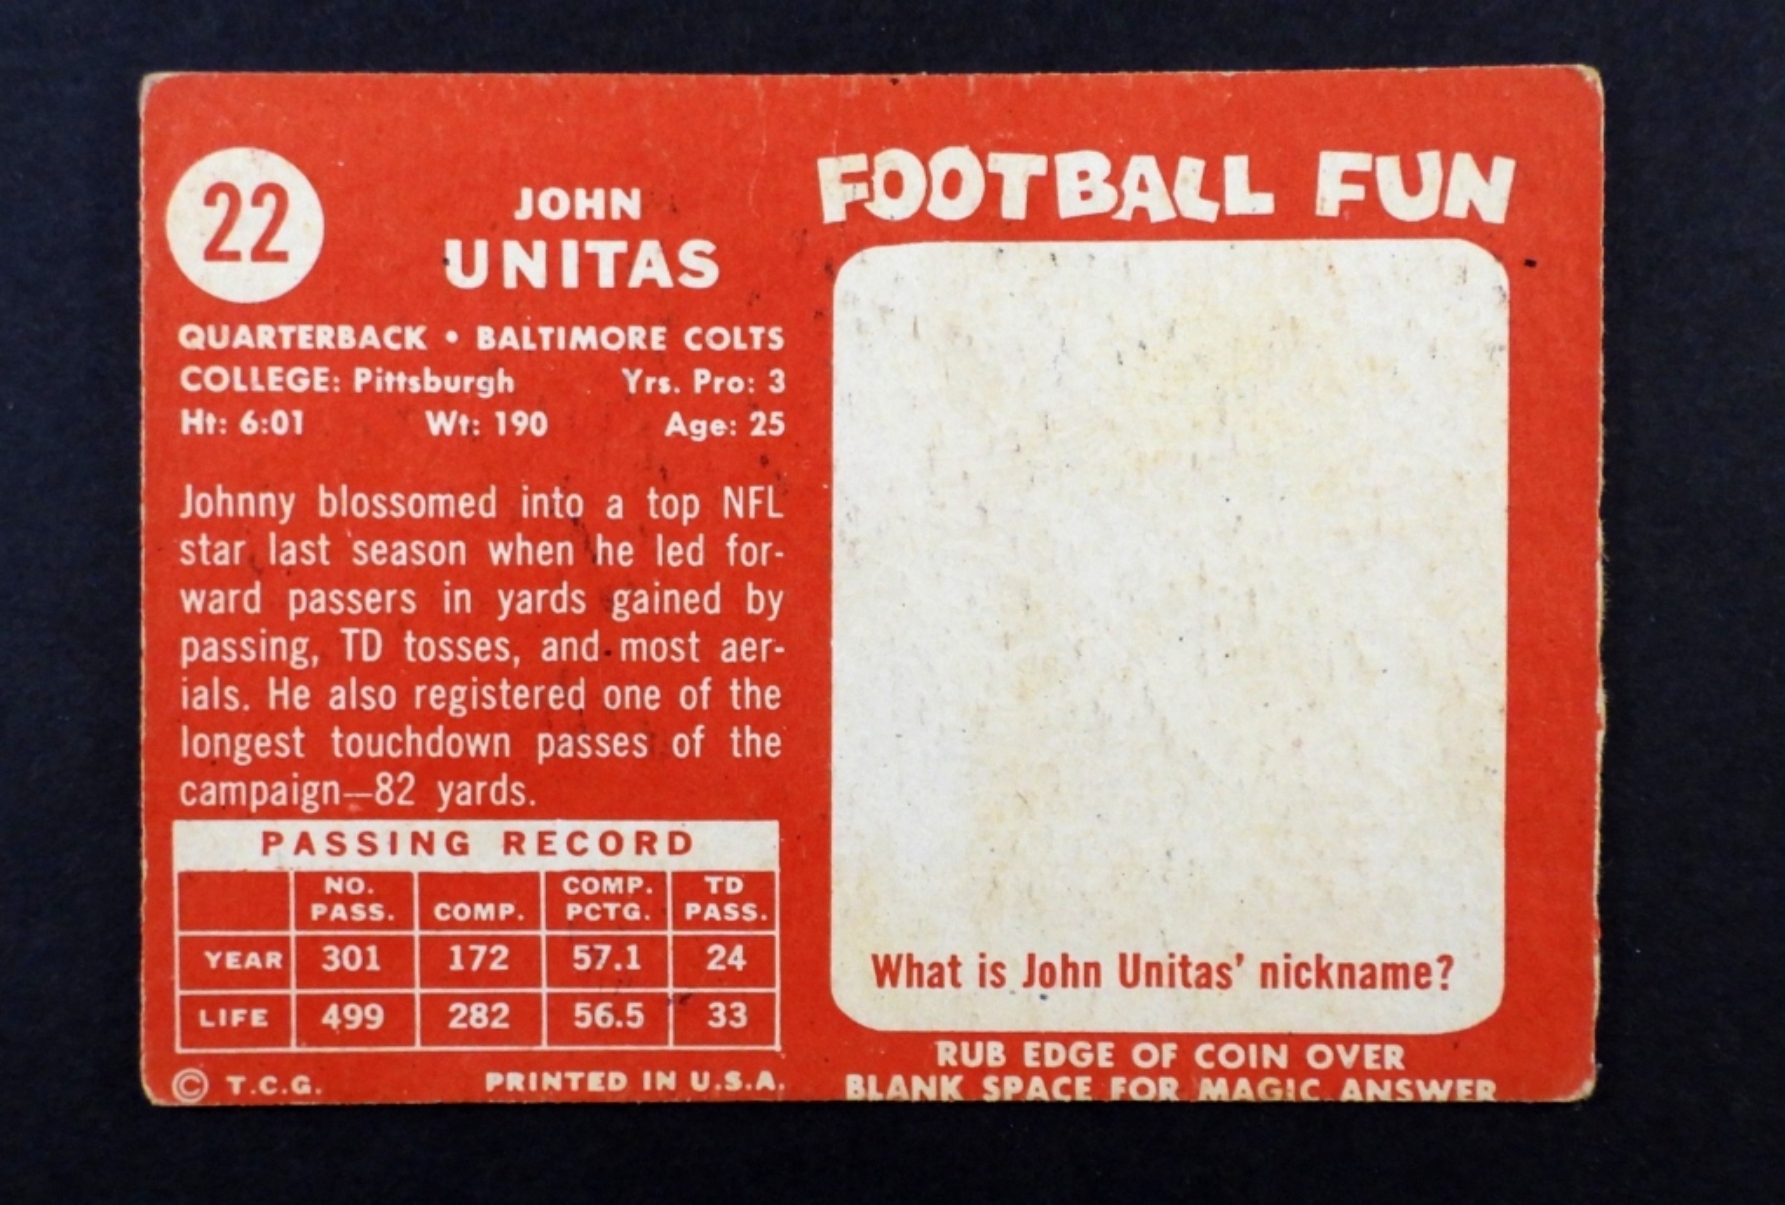 22
JOHN
UNITAS
QUARTERBACK • BALTIMORE COLTS
COLLEGE: Pittsburgh Yrs. Pro: 3
Ht: 6:01 Wt: 190 Age: 25
Johnny blossomed into a top NFL
star last season when he led for-
ward passers in yards gained by
passing, TD tosses, and most aer-
ials. He also registered one of the
longest touchdown passes of the
campaign—82 yards.
PASSING RECORD
NO. PASS. COMP. COMP. PCTG. TD PASS.
YEAR 301 172 57.1 24
LIFE 499 282 56.5 33
© T.C.G. PRINTED IN U.S.A.
FOOTBALL FUN
What is John Unitas' nickname?
RUB EDGE OF COIN OVER
BLANK SPACE FOR MAGIC ANSWER